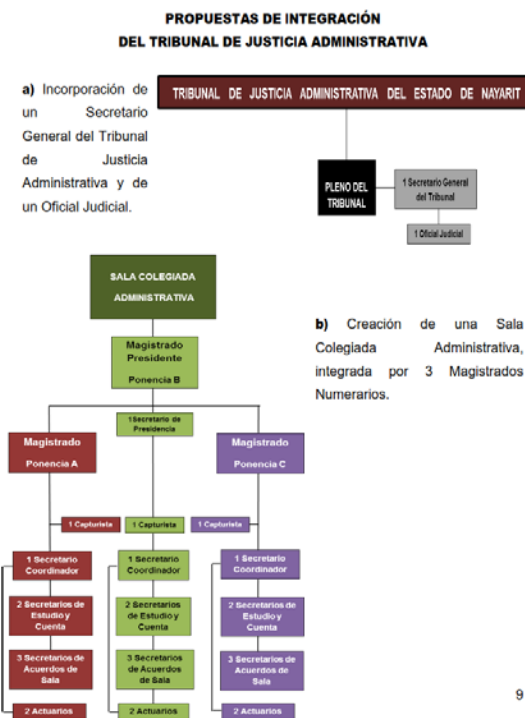 PROPUESTAS DE INTEGRACIÓN
DEL TRIBUNAL DE JUSTICIA ADMINISTRATIVA
a) Incorporación de
un Secretario
General del Tribunal
de Justicia
Administrativa y de
un Oficial Judicial.
TRIBUNAL DE JUSTICIA ADMINISTRATIVA DEL ESTADO DE NAYARIT
PLENO DEL
TRIBUNAL
1 Secretario General
del Tribunal
1 Oficial Judicial
SALA COLEGIADA
ADMINISTRATIVA
b) Creación de una Sala
Colegiada Administrativa,
integrada por 3 Magistrados
Numerarios.
Magistrado
Presidente
Ponencia B
1Secretario de
Presidencia
Magistrado
Ponencia A
Magistrado
Ponencia C
1 Capturista
1 Capturista
1 Capturista
1 Secretario
Coordinador
1 Secretario
Coordinador
1 Secretario
Coordinador
2 Secretarios de
Estudio y
Cuenta
2 Secretarios
de Estudio y
Cuenta
2 Secretarios de
Estudio y
Cuenta
3 Secretarios de
Acuerdos de
Sala
3 Secretarios
de Acuerdos
de Sala
3 Secretarios de
Acuerdos de
Sala
2 Actuarios
2 Actuarios
2 Actuarios
9